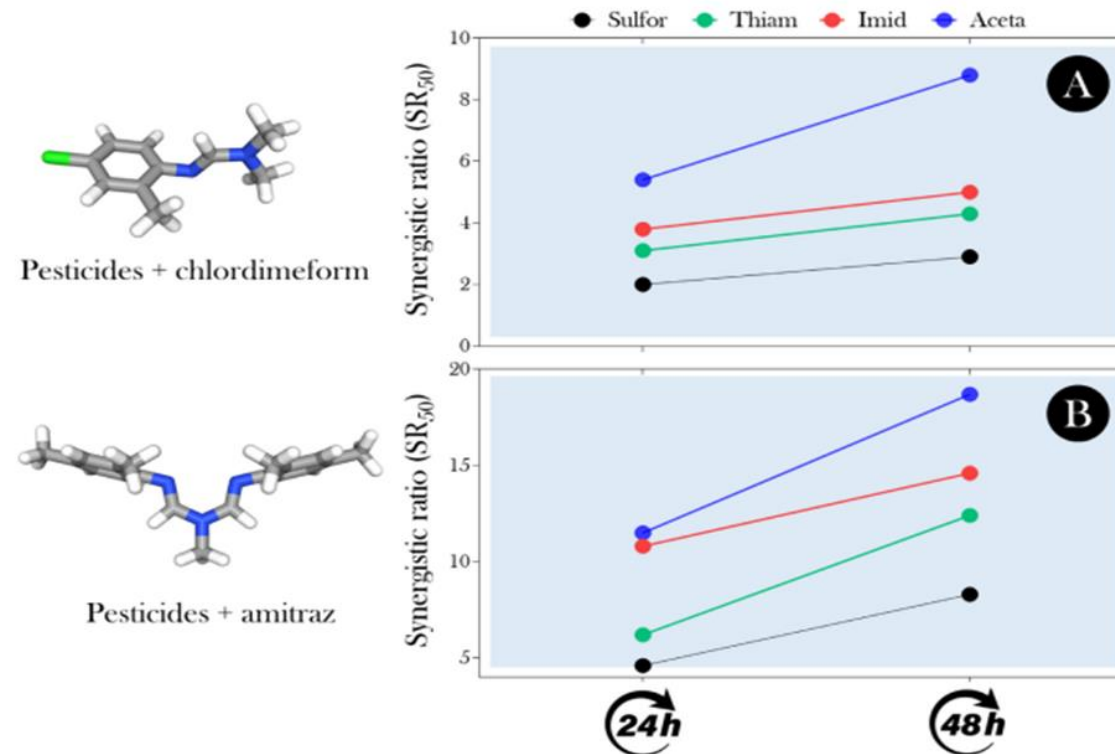 Sulfor Thiam Imid Aceta
10
8
6
4
2
0
Synergistic ratio (SR50)
A
Pesticides + chlordimeform
20
15
10
5
Synergistic ratio (SR50)
B
Pesticides + amitraz
24h 48h